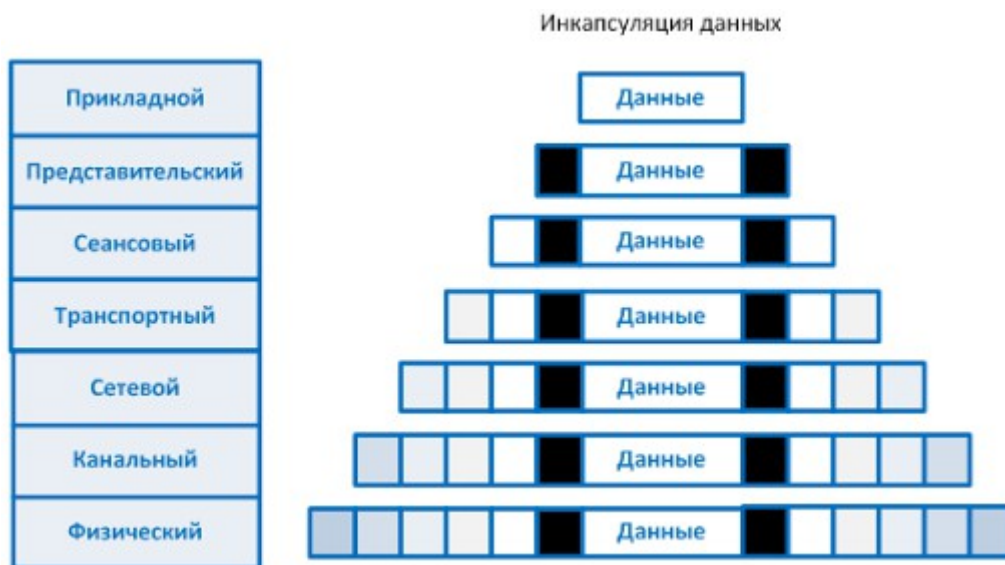 Инкапсуляция данных
Прикладной
Данные
Представительский
Данные
Сеансовый
Данные
Транспортный
Данные
Сетевой
Данные
Канальный
Данные
Физический
Данные